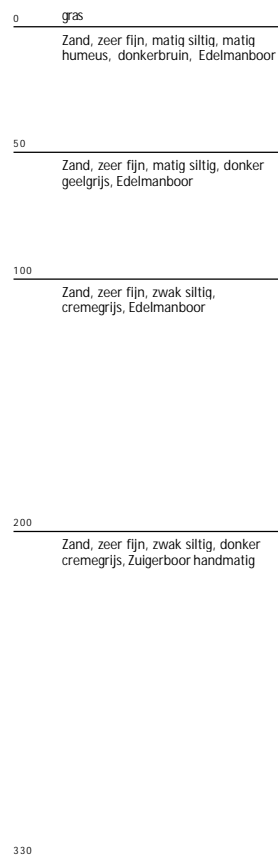 0 gras
Zand, zeer fijn, matig siltig, matig
humeus, donkerbruin, Edelmanboor
50
Zand, zeer fijn, matig siltig, donker
geelgrijs, Edelmanboor
100
Zand, zeer fijn, zwak siltig,
cremegrijs, Edelmanboor
200
Zand, zeer fijn, zwak siltig, donker
cremegrijs, Zuigerboor handmatig
330